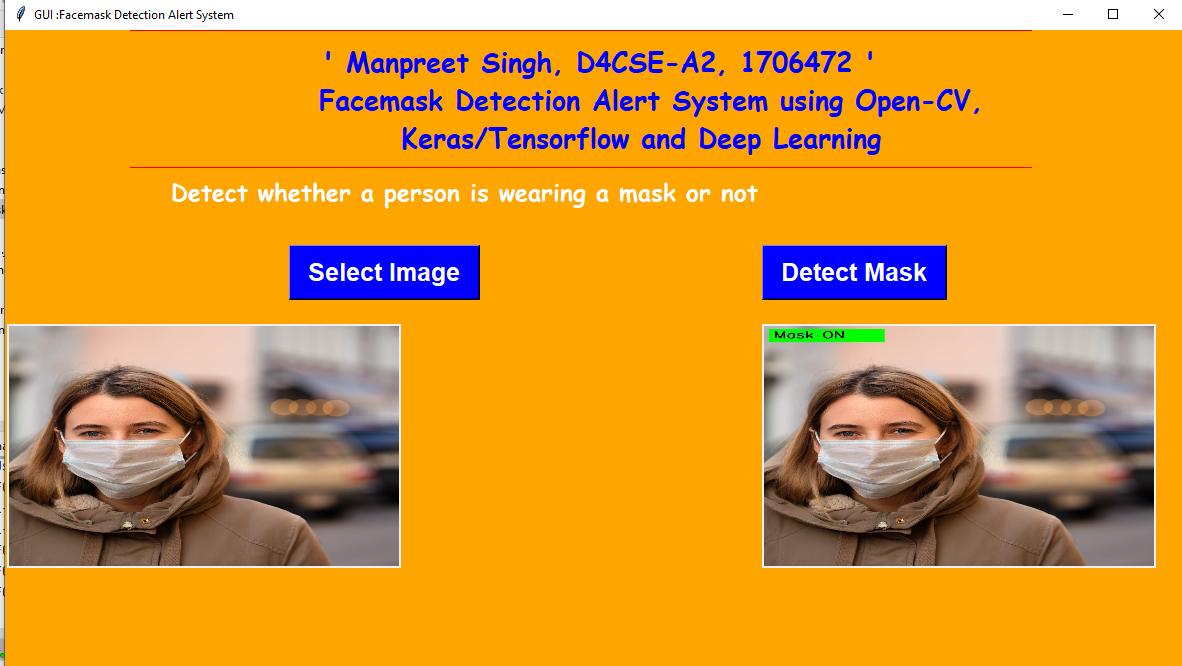 GUI :Facemask Detection Alert System
' Manpreet Singh, D4CSE-A2, 1706472 '
Facemask Detection Alert System using Open-CV,
Keras/Tensorflow and Deep Learning
Detect whether a person is wearing a mask or not
Select Image
Detect Mask
Mask ON